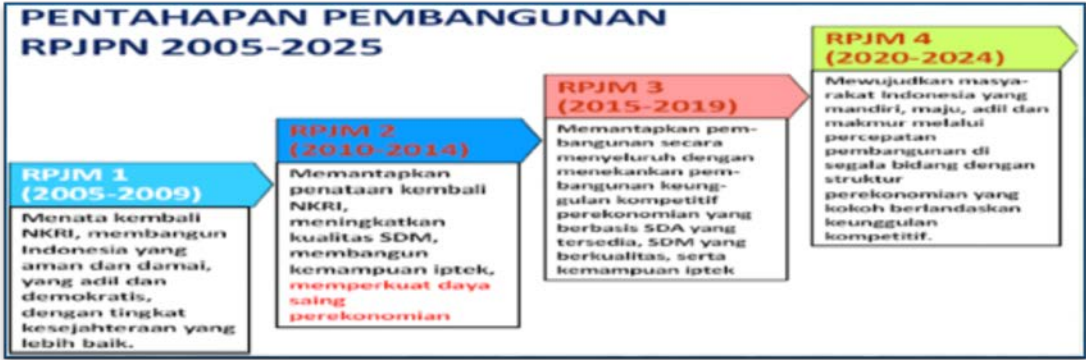 PENTAHAPAN PEMBANGUNAN
RPJPN 2005-2025
RPJM 1
(2005-2009)
Menata kembali
NKRI, membangun
Indonesia yang
aman dan damai,
yang adil dan
demokratis,
dengan tingkat
kesejahteraan yang
lebih baik.
RPJM 2
(2010-2014)
Memantapkan
penataan kembali
NKRI,
meningkatkan
kualitas SDM,
membangun
kemampuan iptek,
memperkuat daya
saing
perekonomian
RPJM 3
(2015-2019)
Memantapkan pem-
bangunan secara
menyeluruh dengan
menekankan pem-
bangunan keung-
gulan kompetitif
perekonomian yang
berbasis SDA yang
tersedia, SDM yang
berkualitas, serta
kemampuan iptek
RPJM 4
(2020-2024)
Mewujudkan masya-
rakat Indonesia yang
mandiri, maju, adil dan
makmur melalui
percepatan
pembangunan di
segala bidang dengan
struktur
perekonomian yang
kokoh berlandaskan
keunggulan
kompetitif.